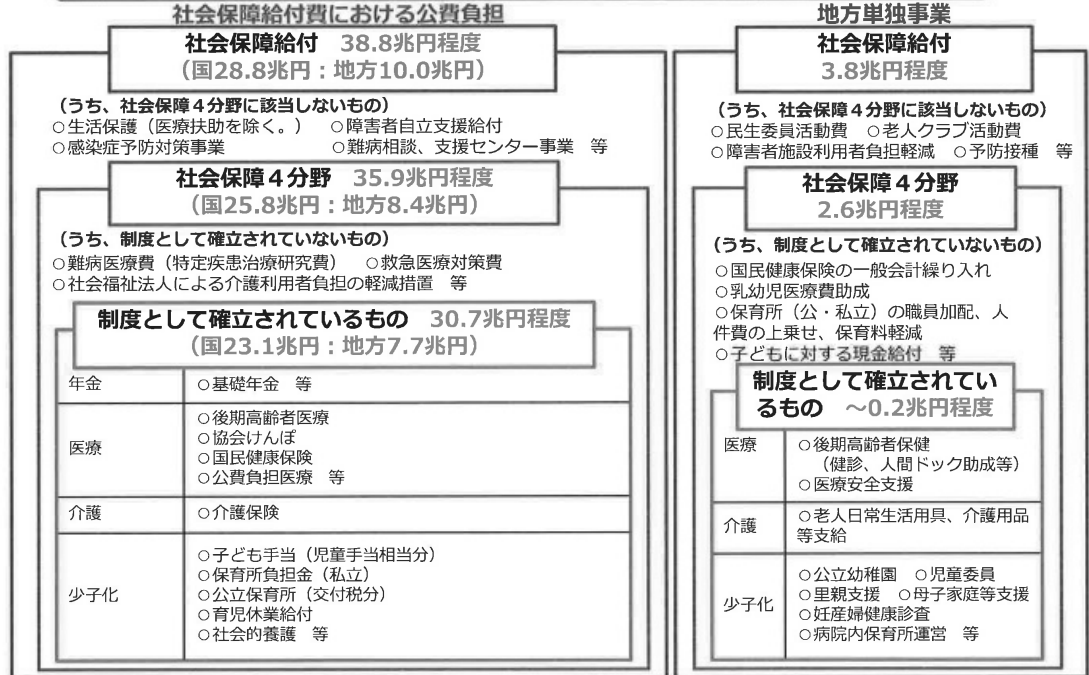 社会保障給付費における公費負担
社会保障給付 38.8兆円程度
（国28.8兆円：地方10.0兆円）
（うち、社会保障４分野に該当しないもの）
○生活保護（医療扶助を除く。） ○障害者自立支援給付
○感染症予防対策事業 ○難病相談、支援センター事業 等
社会保障４分野 35.9兆円程度
（国25.8兆円：地方8.4兆円）
（うち、制度として確立されていないもの）
○難病医療費（特定疾患治療研究費） ○救急医療対策費
○社会福祉法人による介護利用者負担の軽減措置 等
制度として確立されているもの 30.7兆円程度
（国23.1兆円：地方7.7兆円）
年金
○基礎年金 等
医療
○後期高齢者医療
○協会けんぽ
○国民健康保険
○公費負担医療 等
介護
○介護保険
少子化
○子ども手当（児童手当相当分）
○保育所負担金（私立）
○公立保育所（交付税分）
○育児休業給付
○社会的養護 等
地方単独事業
社会保障給付
3.8兆円程度
（うち、社会保障４分野に該当しないもの）
○民生委員活動費 ○老人クラブ活動費
○障害者施設利用者負担軽減 ○予防接種 等
社会保障４分野
2.6兆円程度
（うち、制度として確立されていないもの）
○国民健康保険の一般会計繰り入れ
○乳幼児医療費助成
○保育所（公・私立）の職員加配、人
件費の上乗せ、保育料軽減
○子どもに対する現金給付 等
制度として確立されてい
るもの ～0.2兆円程度
医療
○後期高齢者保健
（健診、人間ドック助成等）
○医療安全支援
介護
○老人日常生活用具、介護用品
等支給
少子化
○公立幼稚園 ○児童委員
○里親支援 ○母子家庭等支援
○妊産婦健康診査
○病院内保育所運営 等